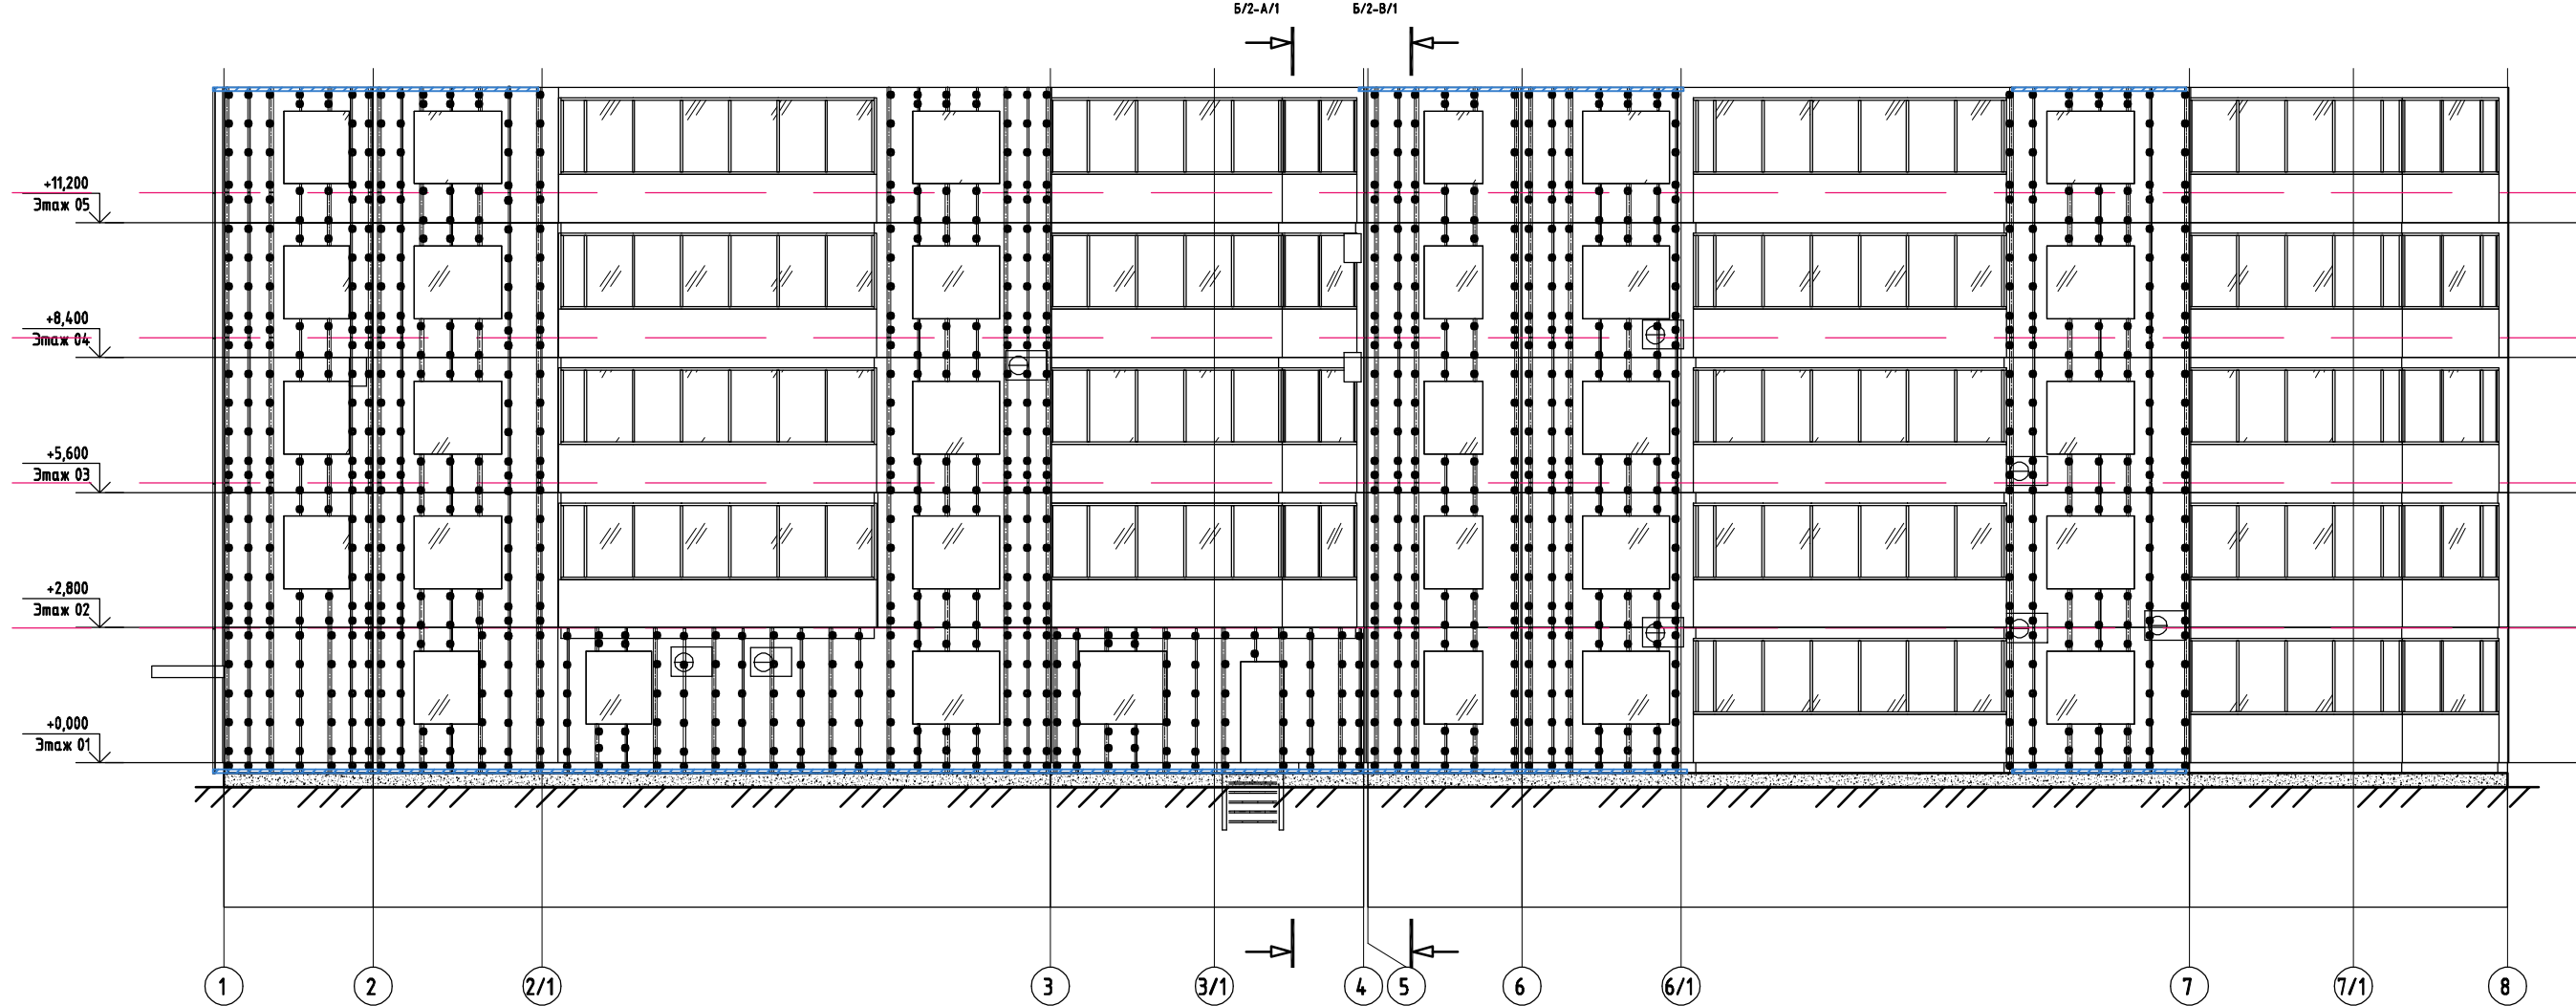 Б/2-А/1 Б/2-В/1
+11,200
Этаж 05
+8,400
Этаж 04
+5,600
Этаж 03
+2,800
Этаж 02
+0,000
Этаж 01
1 2 2/1 3 3/1 4 5 6 6/1 7 7/1 8